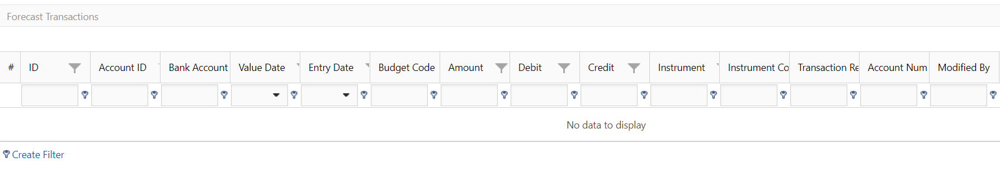 Forecast Transactions
# ID Account ID Bank Account Value Date Entry Date Budget Code Amount Debit Credit Instrument Instrument Co Transaction Re Account Num Modified By
No data to display
Create Filter